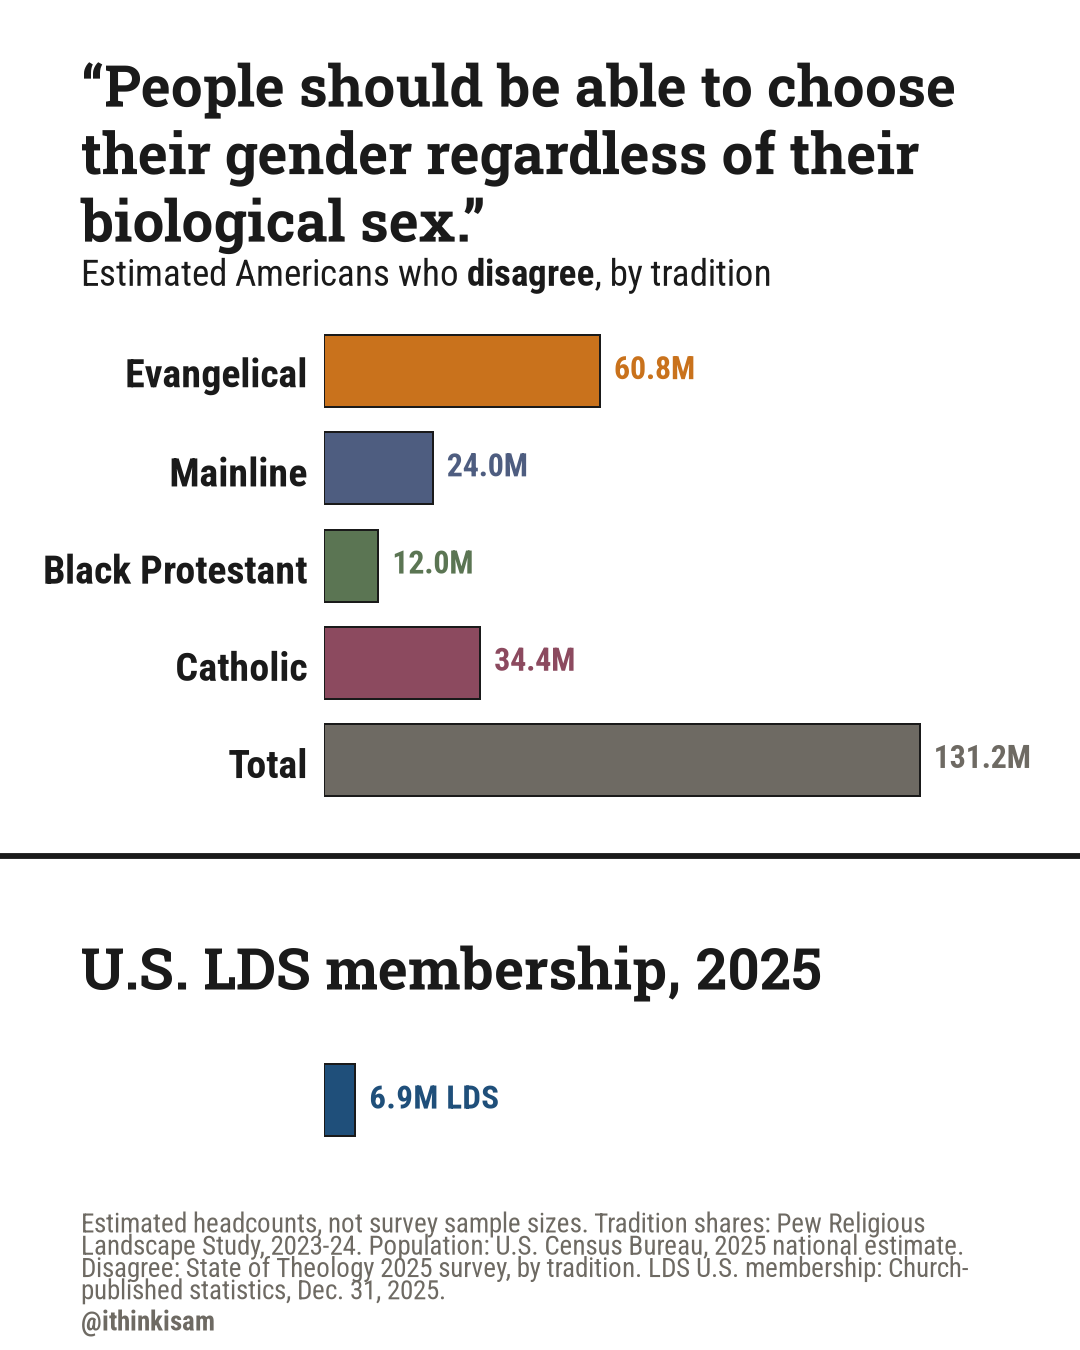 “People should be able to choose
their gender regardless of their
biological sex.”
Estimated Americans who disagree, by tradition
Evangelical 60.8M
Mainline 24.0M
Black Protestant 12.0M
Catholic 34.4M
Total 131.2M
U.S. LDS membership, 2025
6.9M LDS
Estimated headcounts, not survey sample sizes. Tradition shares: Pew Religious
Landscape Study, 2023-24. Population: U.S. Census Bureau, 2025 national estimate.
Disagree: State of Theology 2025 survey, by tradition. LDS U.S. membership: Church-
published statistics, Dec. 31, 2025.
@ithinkisam